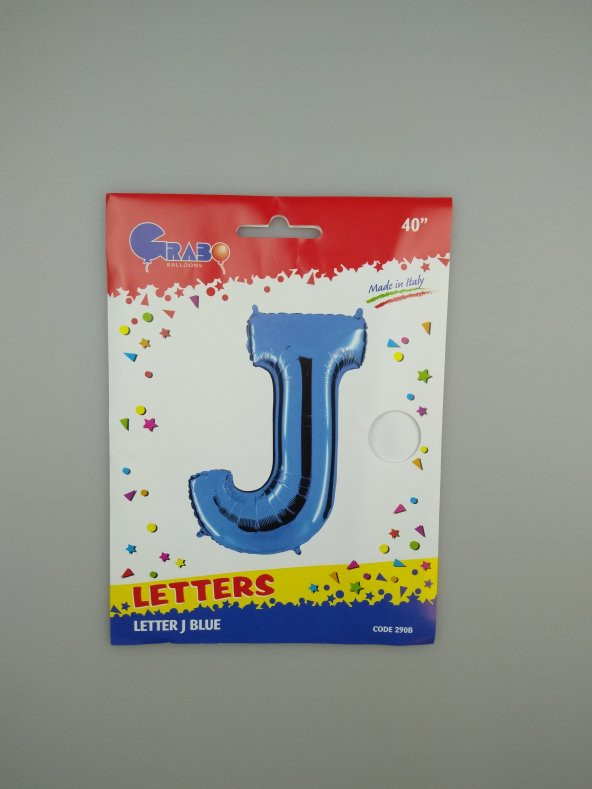 GRABO
BALLOONS
40”
Made in Italy
J
LETTERS
LETTER J BLUE
CODE 290B